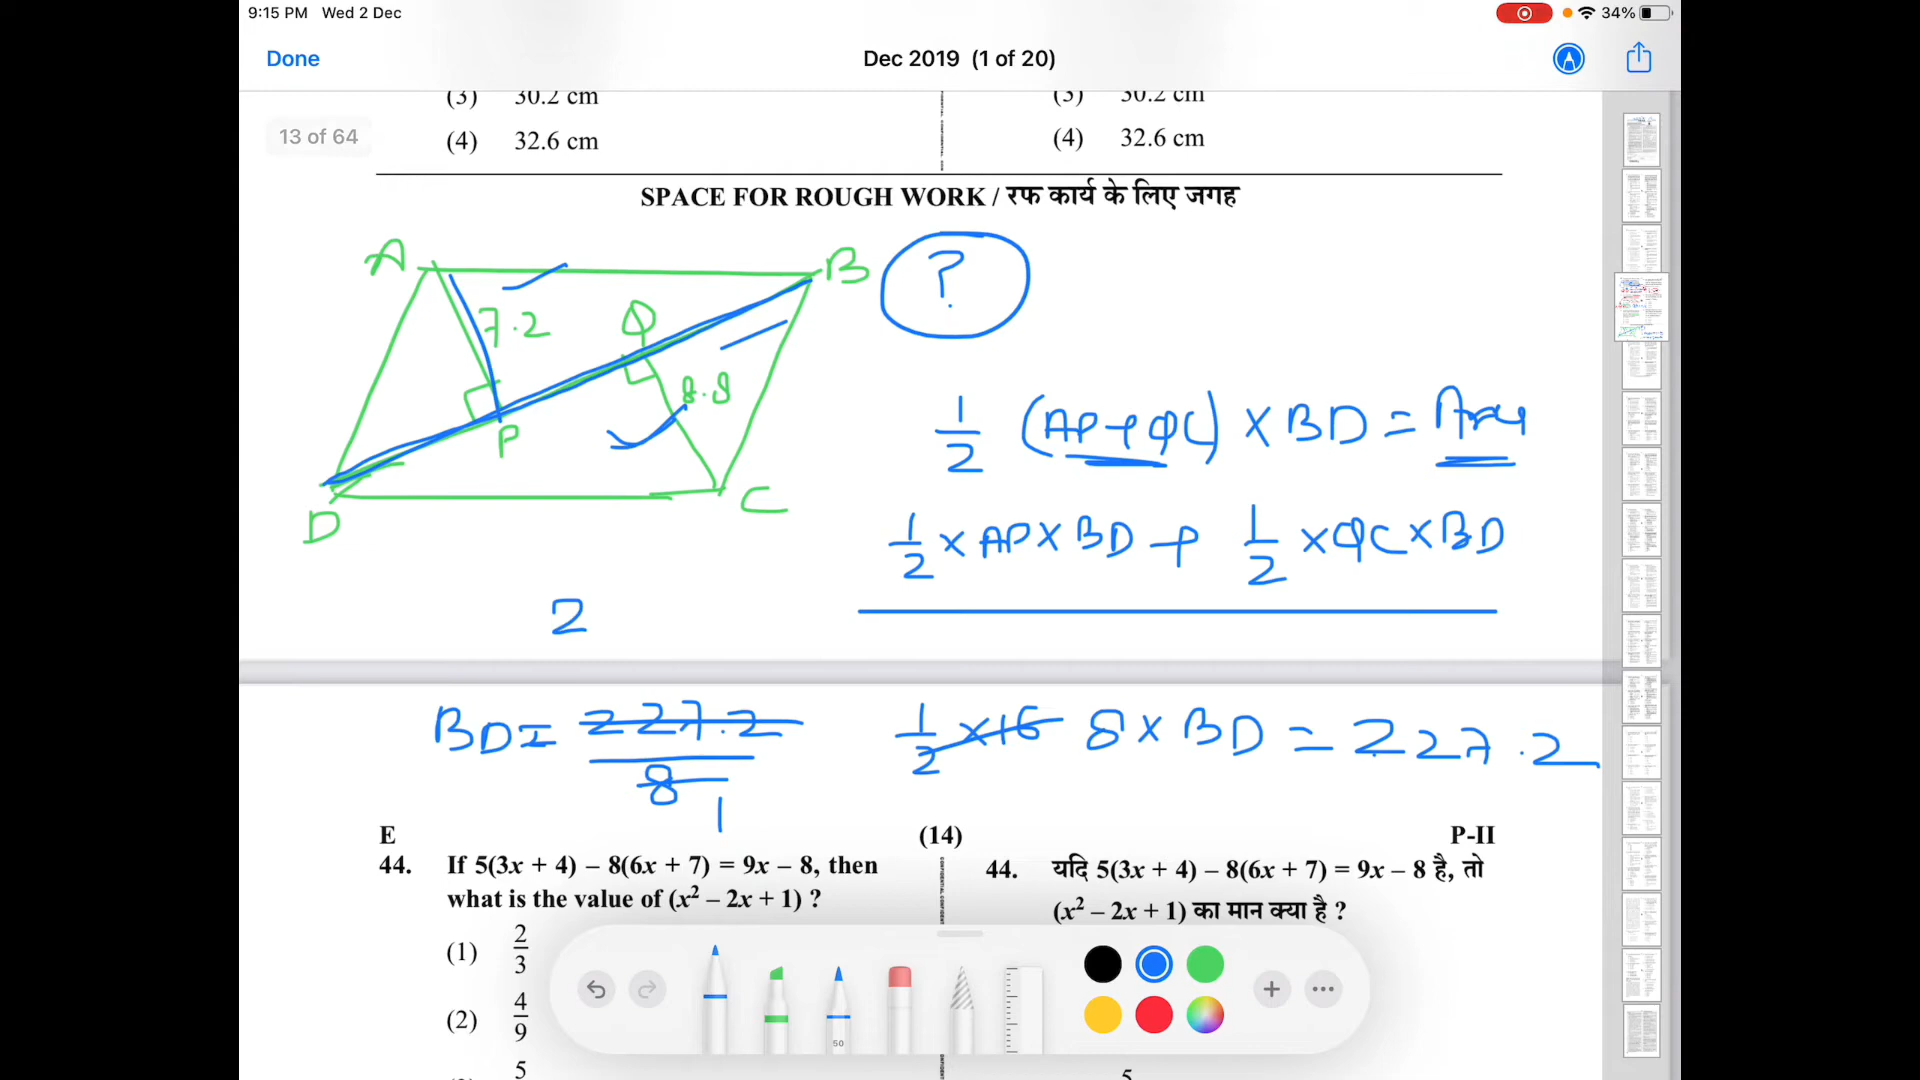 9:15 PM Wed 2 Dec
34%
Done
Dec 2019 (1 of 20)
13 of 64
(3) 30.2 cm
(3) 30.2 cm
(4) 32.6 cm
(4) 32.6 cm
SPACE FOR ROUGH WORK / रफ कार्य के लिए जगह
A
B
?
7.2
Q
8.8
P
D
C
1/2 (AP+QC) × BD =
1/2 × AP × BD + 1/2 × QC × BD
2
BD = 227.2/8
1
1/2 × 16 8 × BD = 227.2
E (14) P-II
44. If 5(3x + 4) – 8(6x + 7) = 9x – 8, then
what is the value of (x² – 2x + 1) ?
(1) 2/3
(2) 4/9
5
44. यदि 5(3x + 4) – 8(6x + 7) = 9x – 8 है, तो
(x² – 2x + 1) का मान क्या है ?
5
50